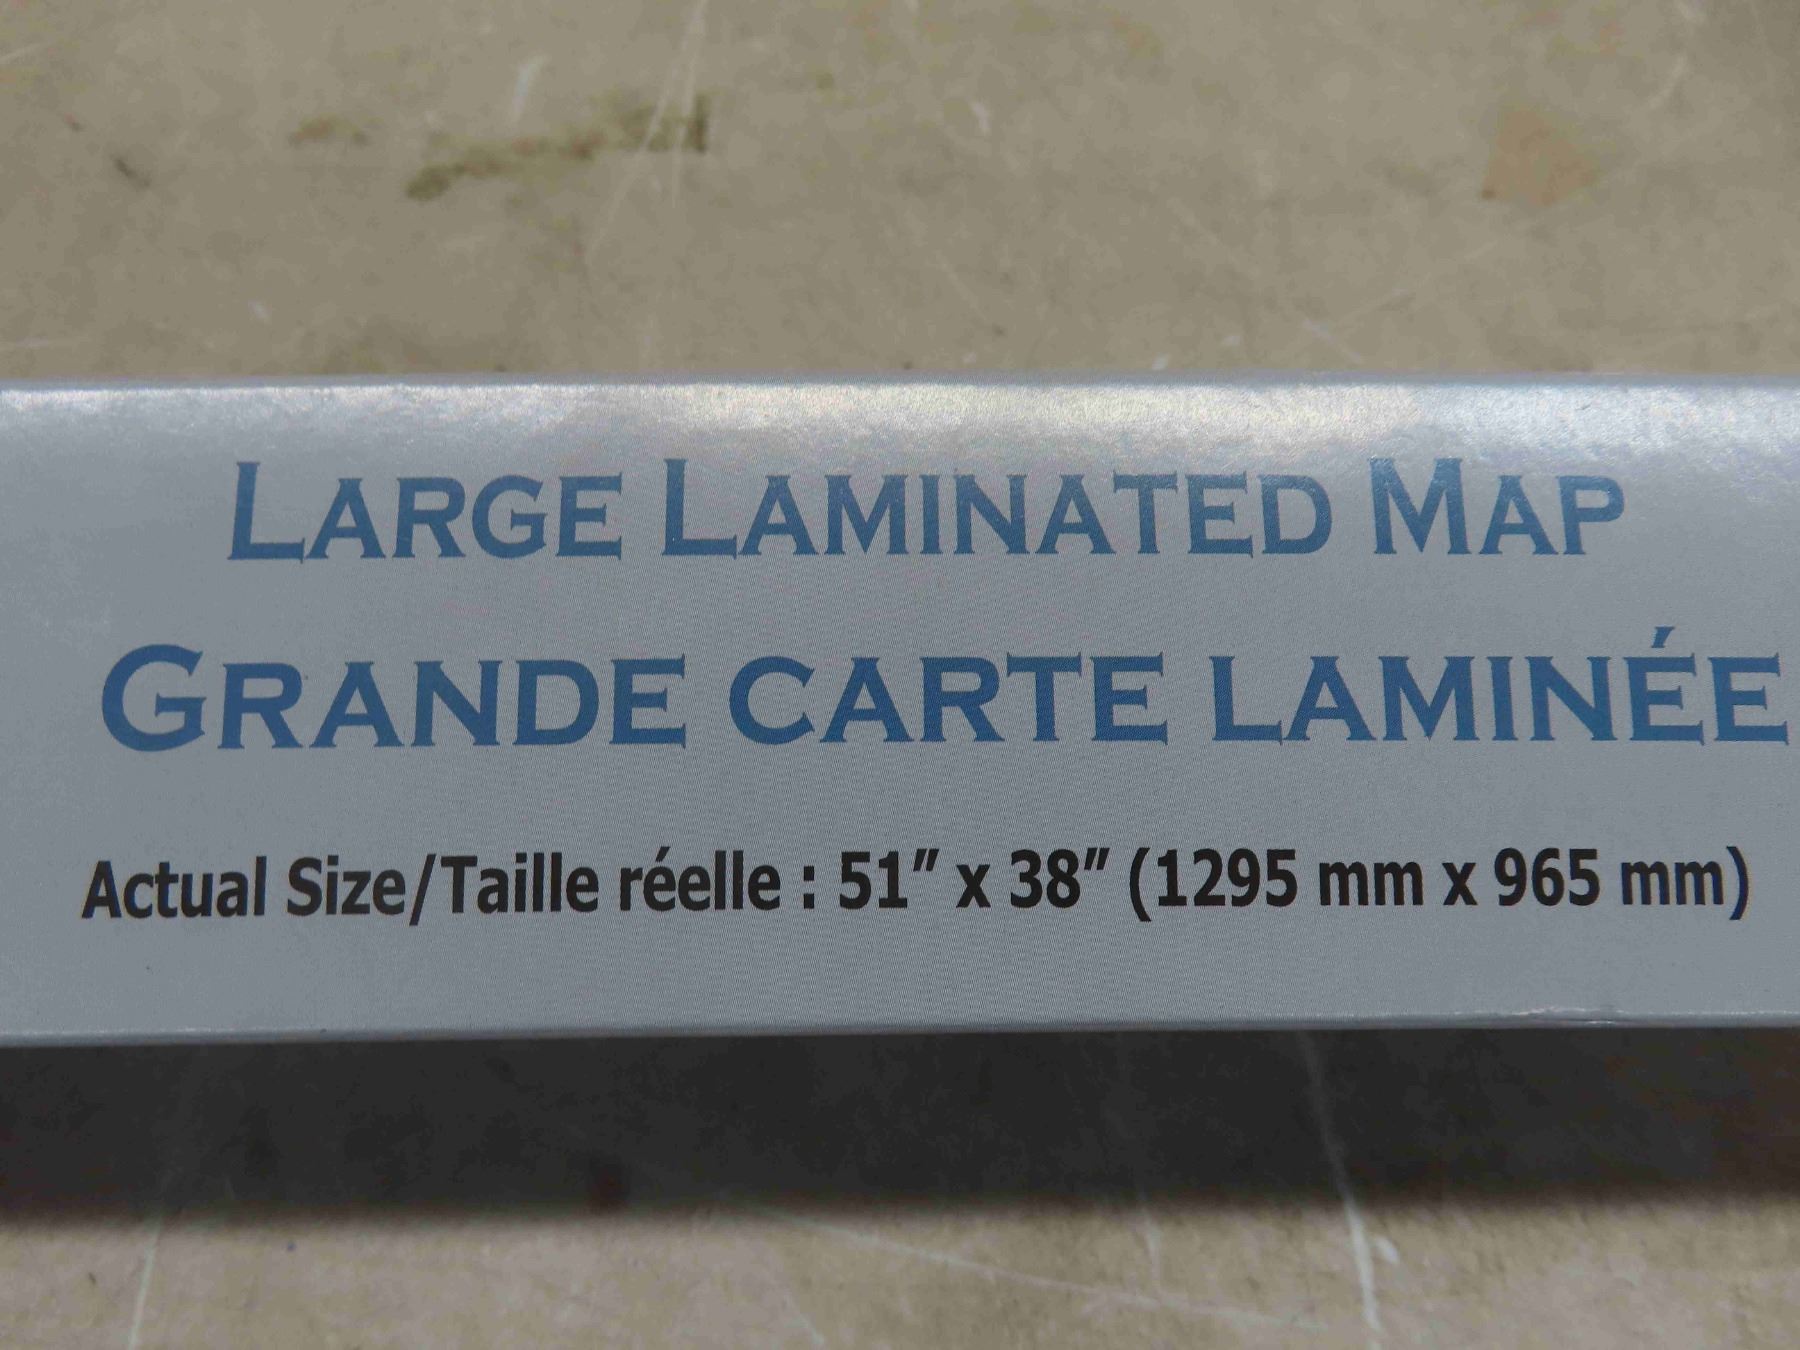 LARGE LAMINATED MAP
GRANDE CARTE LAMINÉE
Actual Size/Taille réelle : 51" x 38" (1295 mm x 965 mm)